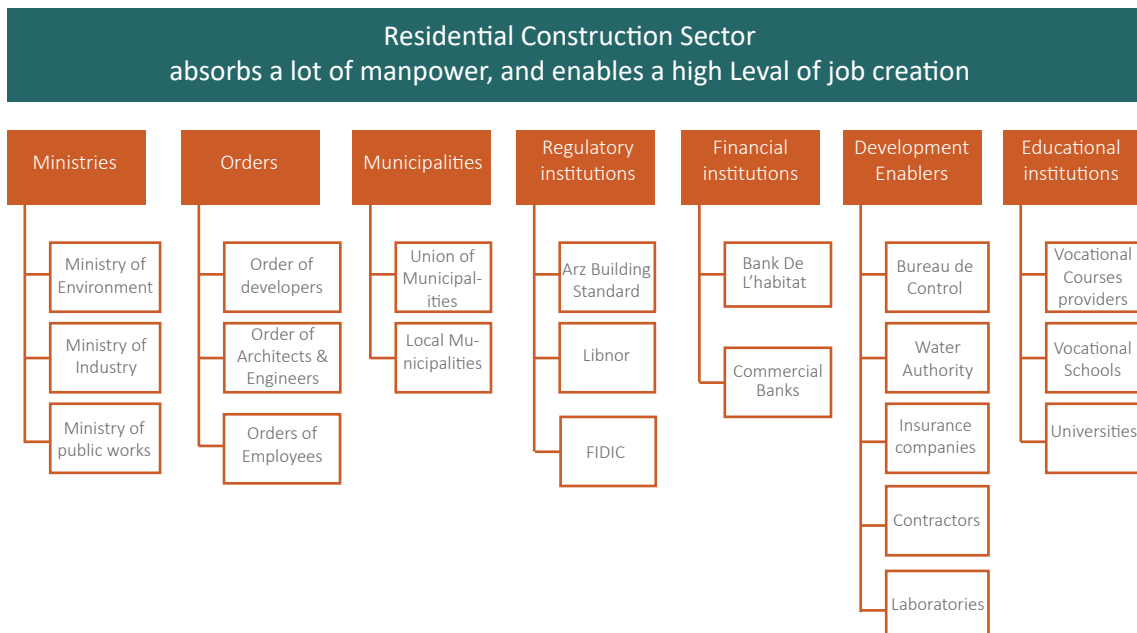 Residential Construction Sector
absorbs a lot of manpower, and enables a high Leval of job creation
Ministries
Ministry of
Environment
Ministry of
Industry
Ministry of
public works
Orders
Order of
developers
Order of
Architects &
Engineers
Orders of
Employees
Municipalities
Union of
Municipal-
ities
Local Mu-
nicipalities
Regulatory
institutions
Arz Building
Standard
Libnor
FIDIC
Financial
institutions
Bank De
L’habitat
Commercial
Banks
Development
Enablers
Bureau de
Control
Water
Authority
Insurance
companies
Contractors
Laboratories
Educational
institutions
Vocational
Courses
providers
Vocational
Schools
Universities